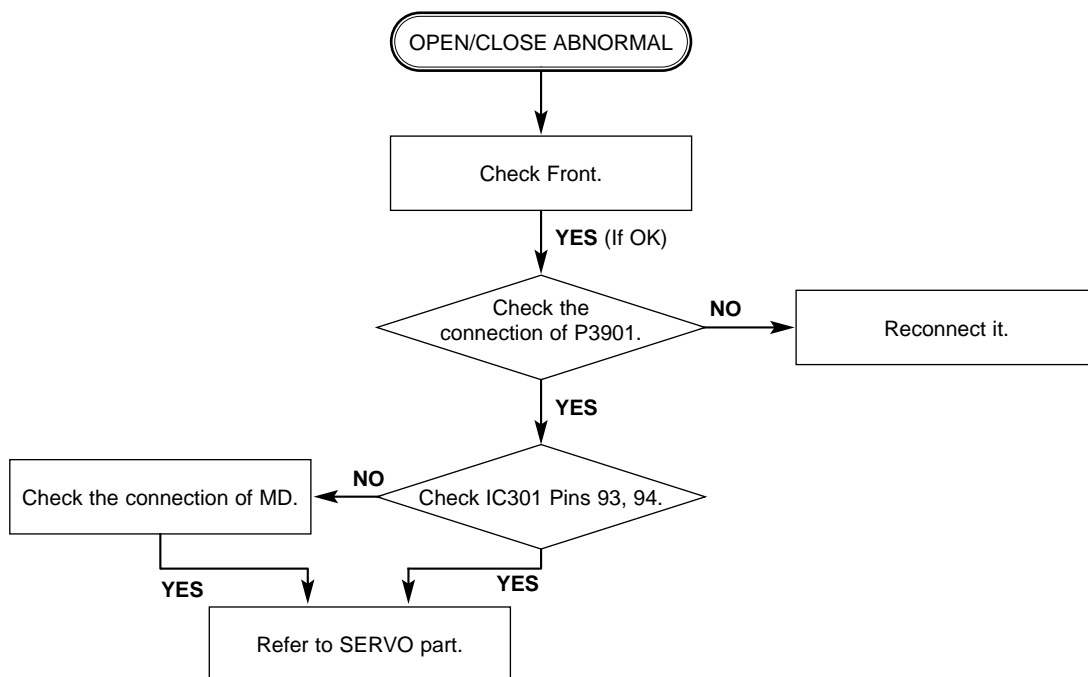 OPEN/CLOSE ABNORMAL
Check Front.
YES (If OK)
Check the
connection of P3901.
NO
Reconnect it.
YES
NO
Check the connection of MD.
Check IC301 Pins 93, 94.
YES
YES
Refer to SERVO part.